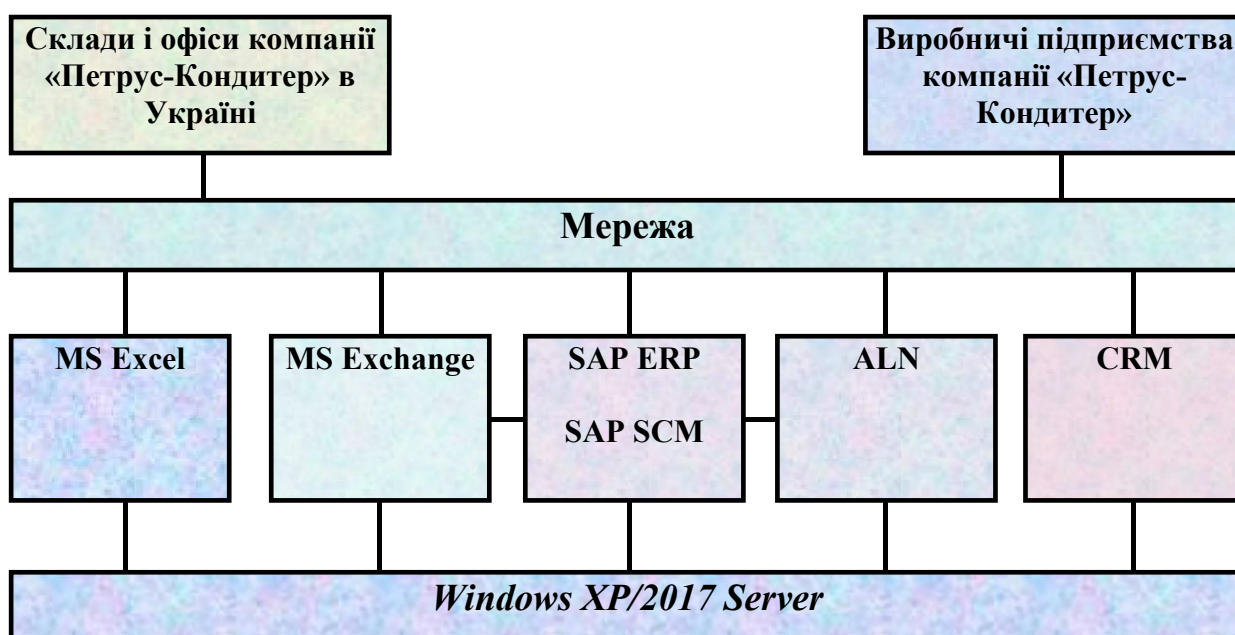 Склади і офіси компанії
«Петрус-Кондитер» в
Україні
Виробничі підприємства
компанії «Петрус-
Кондитер»
Мережа
MS Excel
MS Exchange
SAP ERP
SAP SCM
ALN
CRM
Windows XP/2017 Server